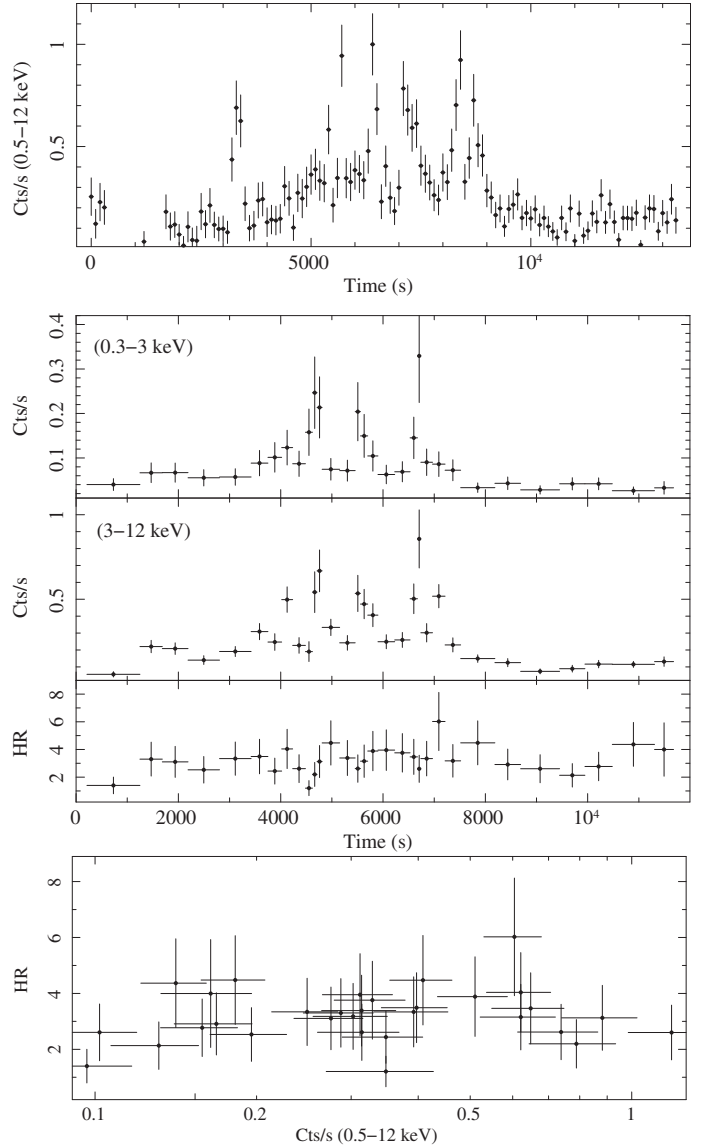 Cts/s (0.5−12 keV)
1
0.5
0 5000 10⁴
Time (s)
(0.3−3 keV)
Cts/s
0.4
0.3
0.2
0.1
(3−12 keV)
Cts/s
1
0.5
HR
8
6
4
2
0 2000 4000 6000 8000 10⁴
Time (s)
HR
8
6
4
2
0.1 0.2 0.5 1
Cts/s (0.5−12 keV)